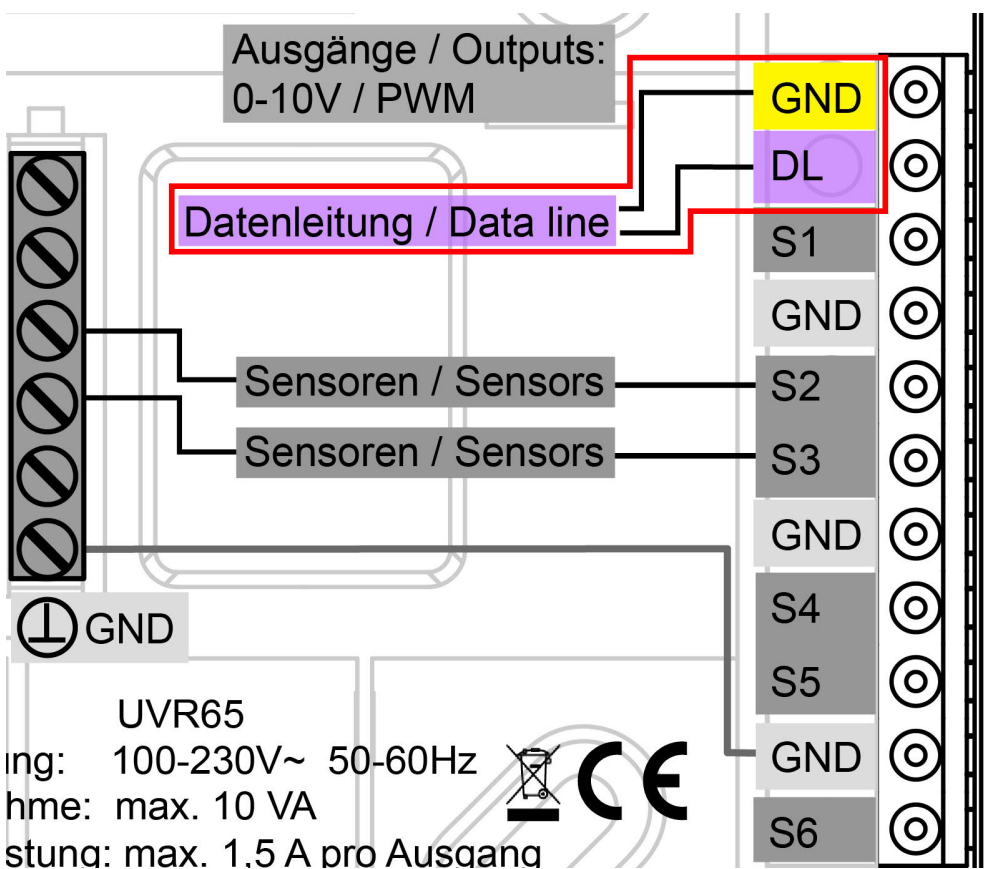 Ausgänge / Outputs:
0-10V / PWM
GND
DL
Datenleitung / Data line
S1
GND
Sensoren / Sensors
S2
Sensoren / Sensors
S3
GND
S4
GND
S5
UVR65
ung: 100-230V~ 50-60Hz
GND
hme: max. 10 VA
S6
stung: max. 1,5 A pro Ausgang